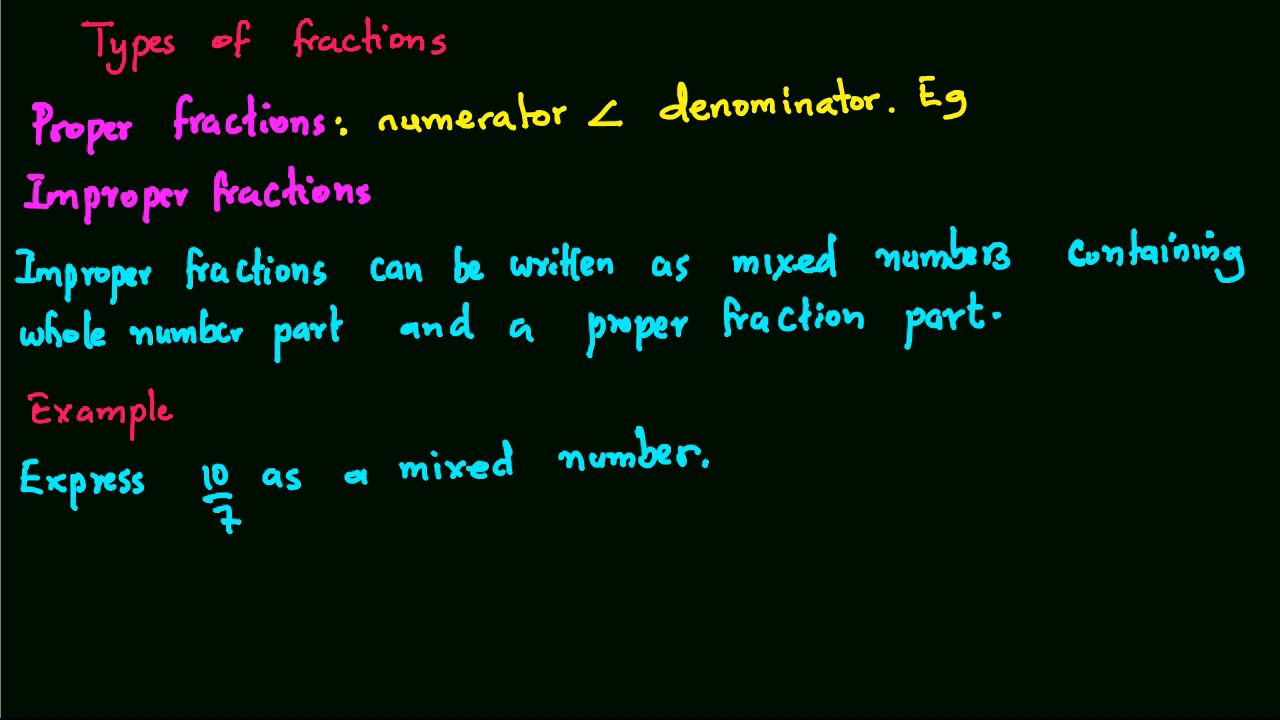 Types of fractions
Proper fractions: numerator < denominator. Eg
Improper fractions
Improper fractions can be written as mixed numbers containing
whole number part and a proper fraction part.
Example
Express 10/7 as a mixed number.